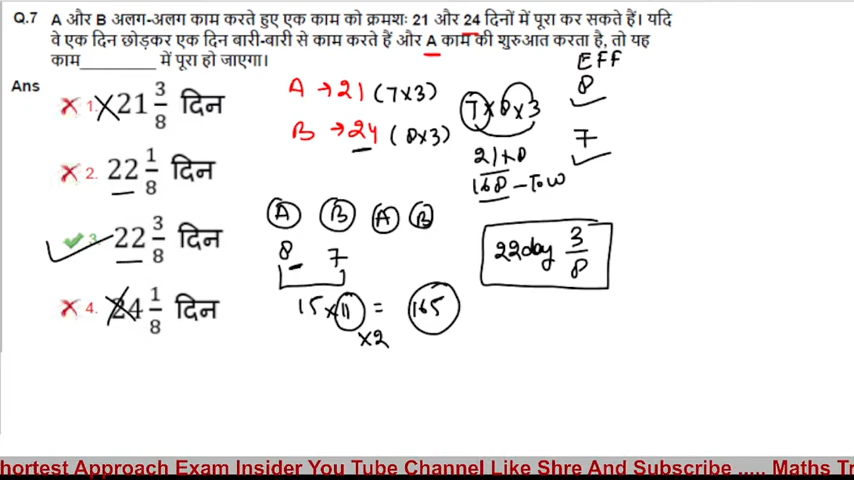 Q.7 A और B अलग-अलग काम करते हुए एक काम को क्रमशः 21 और 24 दिनों में पूरा कर सकते हैं। यदि
वे एक दिन छोड़कर एक दिन बारी-बारी से काम करते हैं और A काम की शुरुआत करता है, तो यह
काम_________ में पूरा हो जाएगा।
Ans
1. 21 3/8 दिन
2. 22 1/8 दिन
3. 22 3/8 दिन
4. 24 1/8 दिन
A → 21 (7×3)
B → 24 (8×3)
7×8×3
21×8
168 – Tow
EFF
8
7
A B A B
8 7
15×11 = 165
×2
22day 3/8
hortest Approach Exam Insider You Tube Channel Like Shre And Subscribe ..... Maths Tr